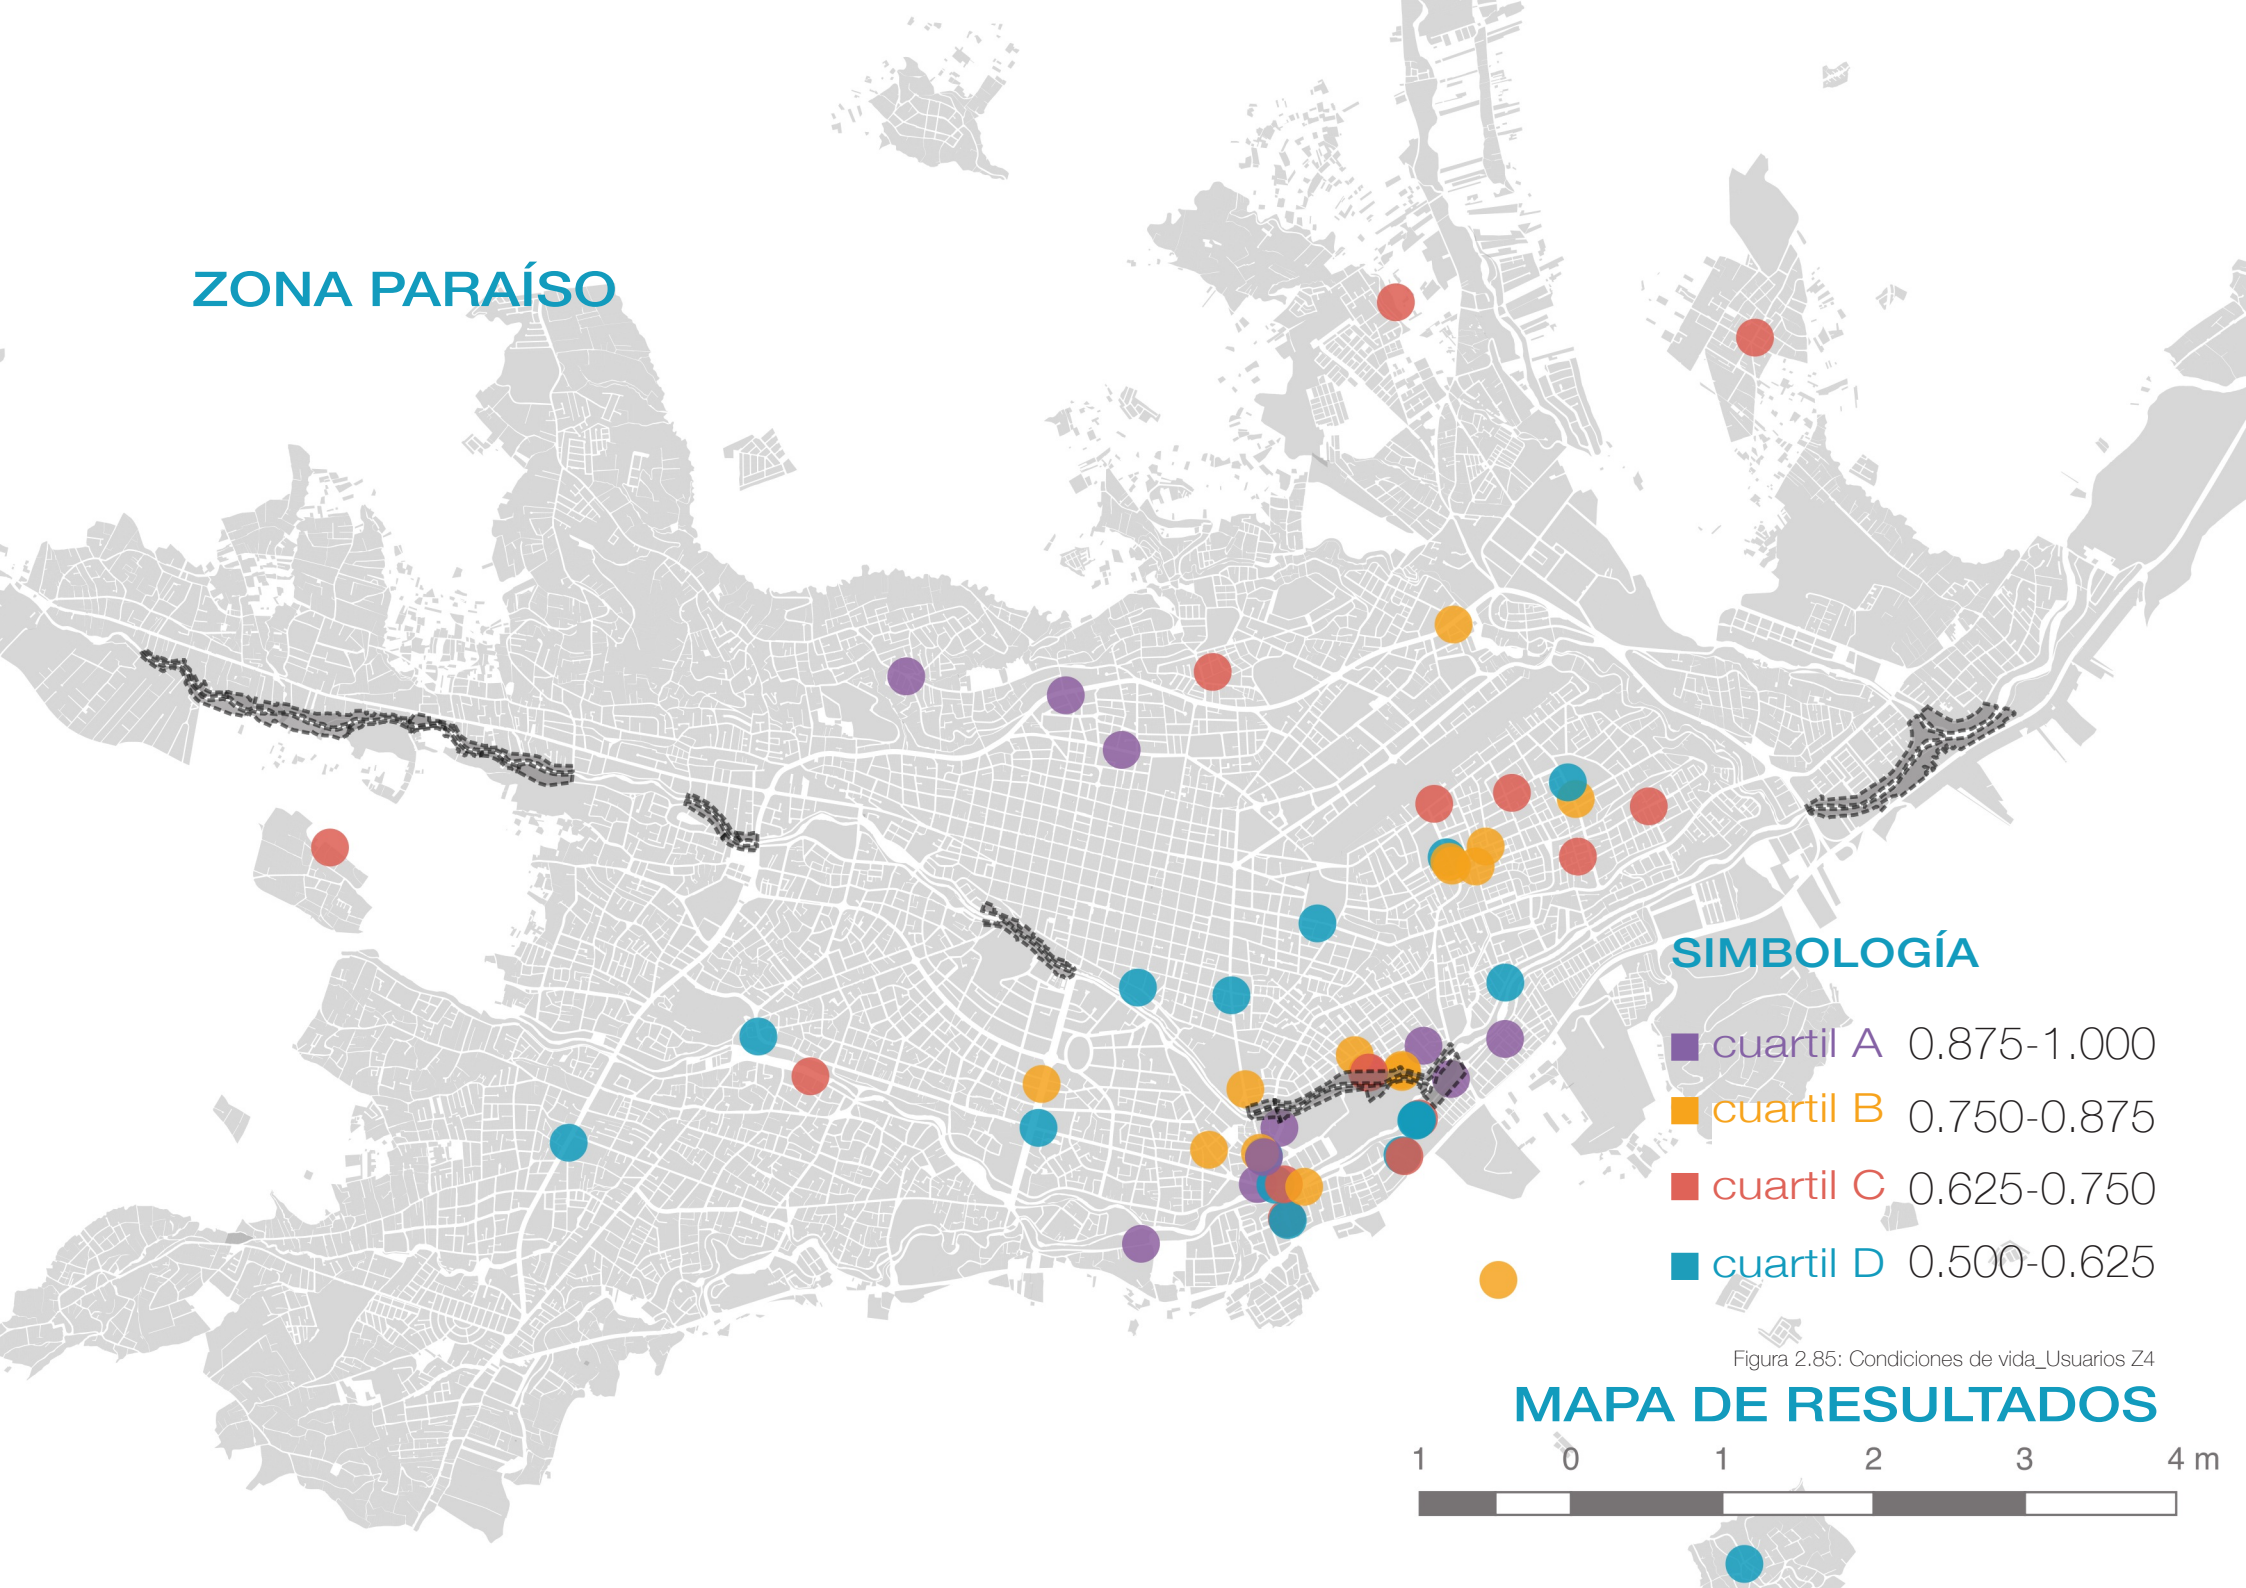 ZONA PARAÍSO
SIMBOLOGÍA
cuartil A 0.875-1.000
cuartil B 0.750-0.875
cuartil C 0.625-0.750
cuartil D 0.500-0.625
Figura 2.85: Condiciones de vida_Usuarios Z4
MAPA DE RESULTADOS
1 0 1 2 3 4 m